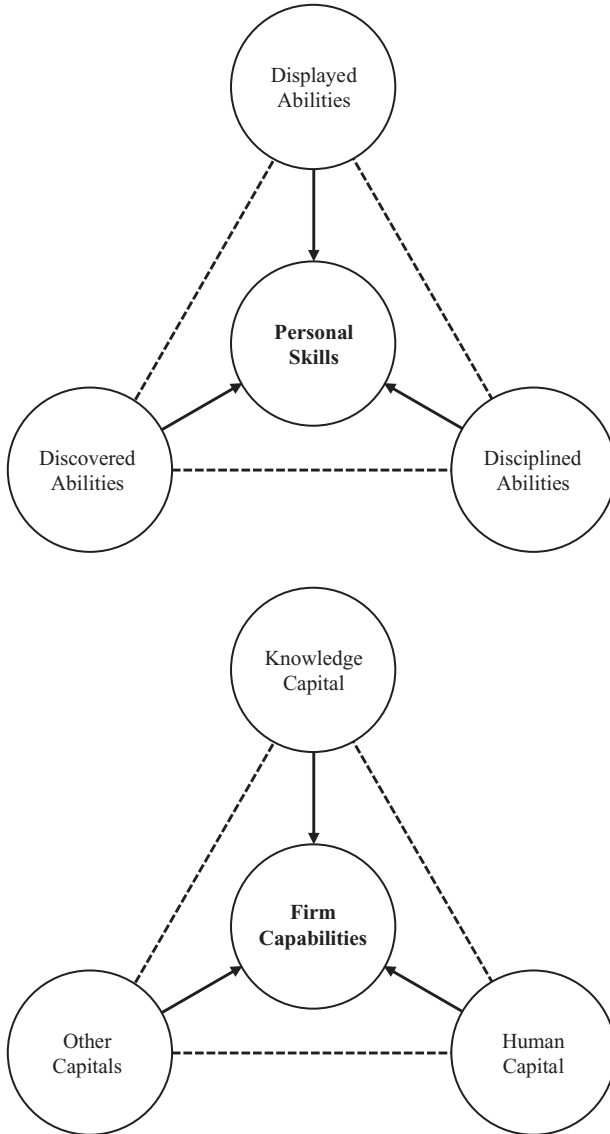 Displayed
Abilities
Personal
Skills
Discovered
Abilities
Disciplined
Abilities
Knowledge
Capital
Firm
Capabilities
Other
Capitals
Human
Capital